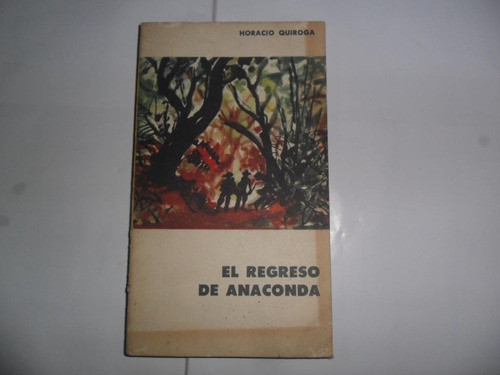 HORACIO QUIROGA
EL REGRESO
DE ANACONDA